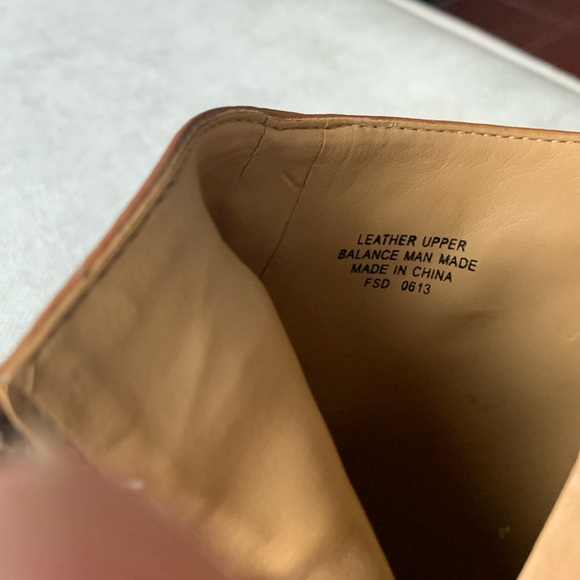 LEATHER UPPER
BALANCE MAN MADE
MADE IN CHINA
FSD 0613